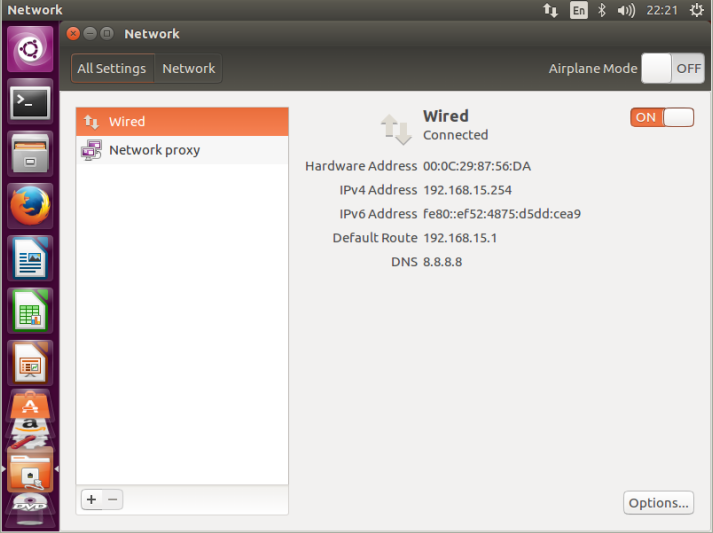 Network
En
22:21
Network
All Settings
Network
Airplane Mode
OFF
Wired
Network proxy
Wired
Connected
ON
Hardware Address 00:0C:29:87:56:DA
IPv4 Address 192.168.15.254
IPv6 Address fe80::ef52:4875:d5dd:cea9
Default Route 192.168.15.1
DNS 8.8.8.8
+ −
Options...
>_
A
a
DVD